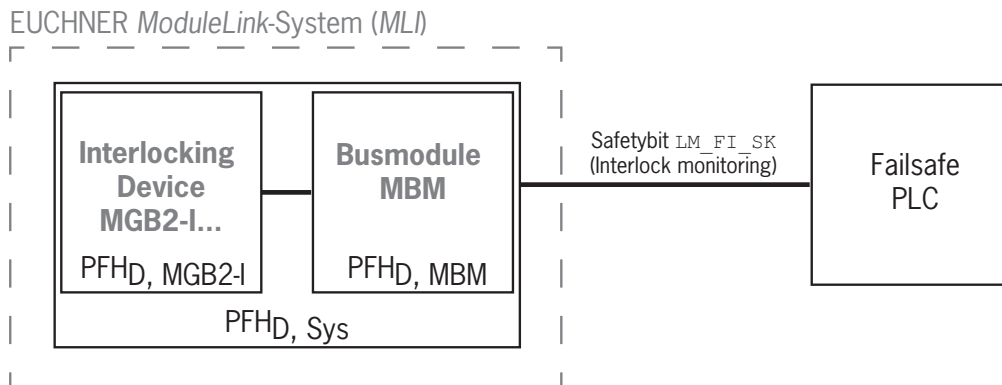 EUCHNER ModuleLink-System (MLI)
Interlocking
Device
MGB2-I...
PFHD, MGB2-I
Busmodule
MBM
PFHD, MBM
PFHD, Sys
Safetybit LM_FI_SK
(Interlock monitoring)
Failsafe
PLC